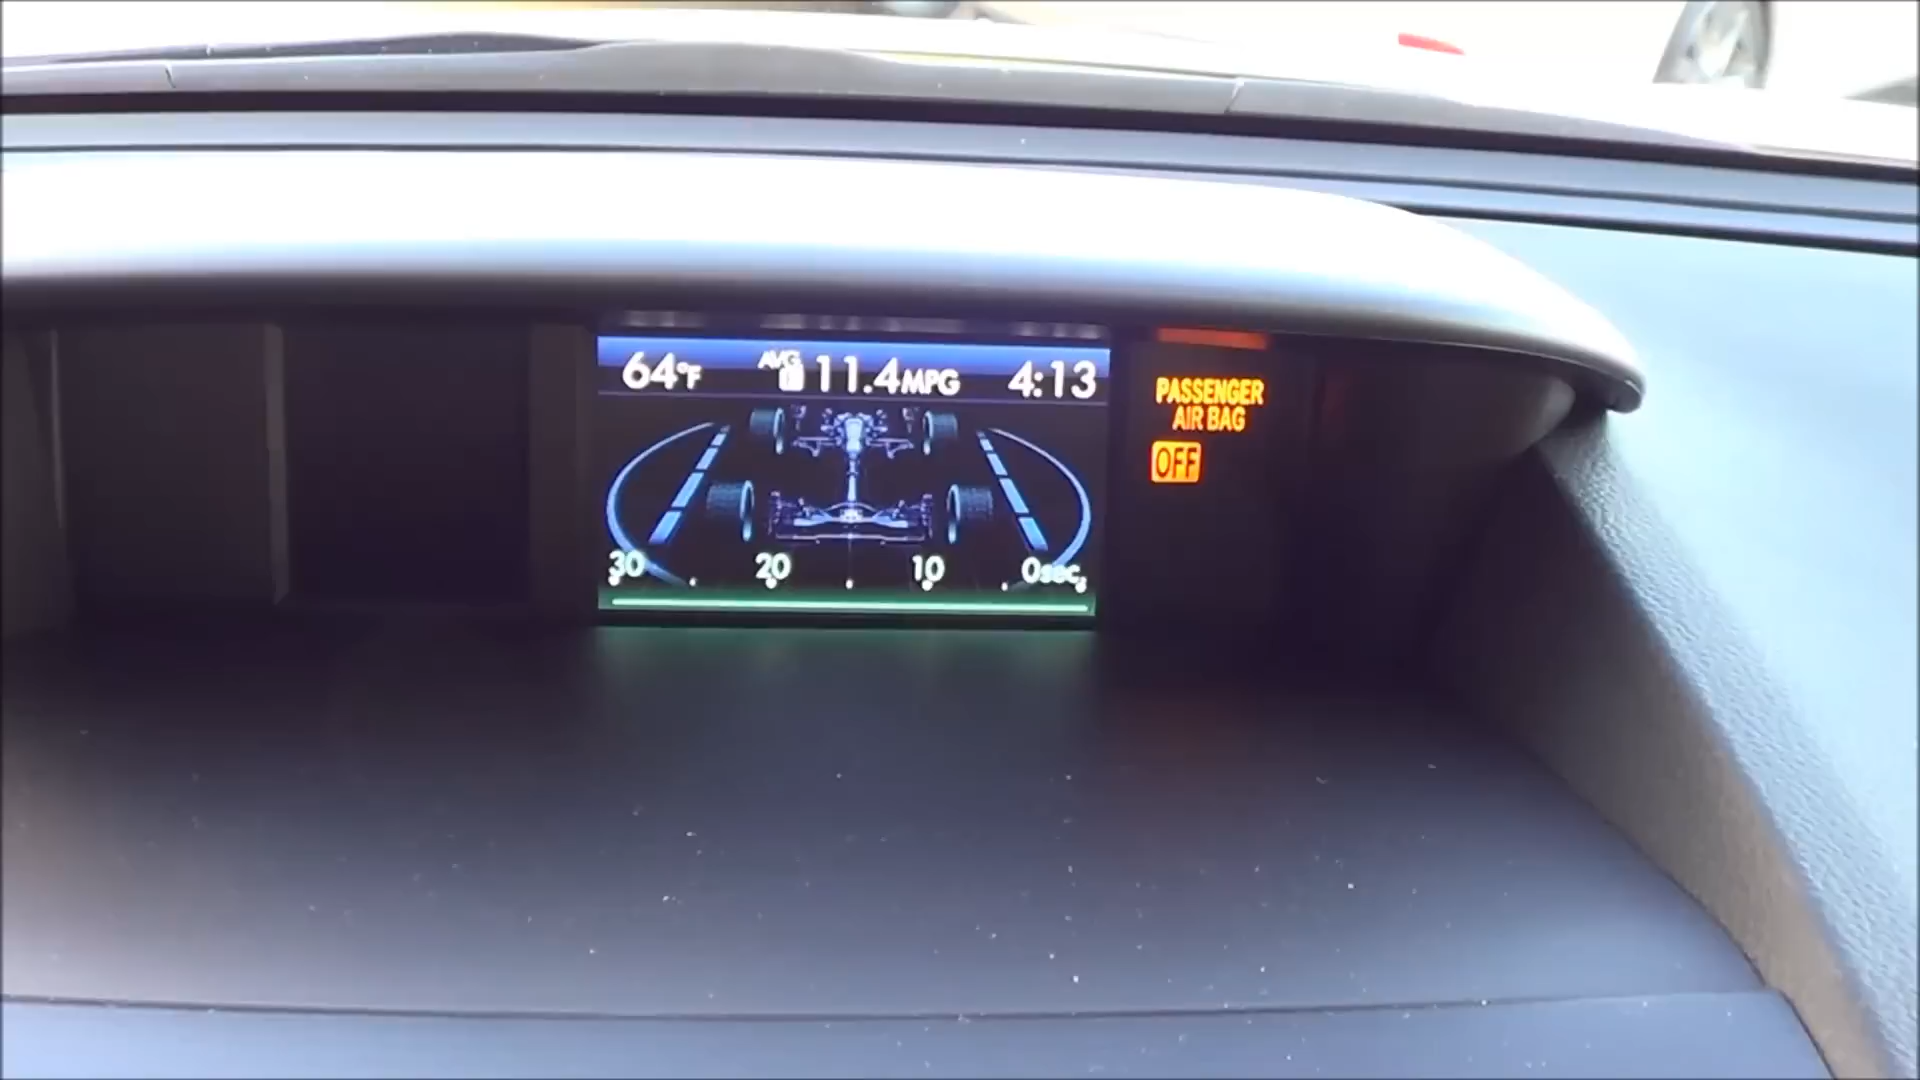 64°F AVG 11.4MPG 4:13
30 20 10 0sec.
PASSENGER
AIR BAG
OFF